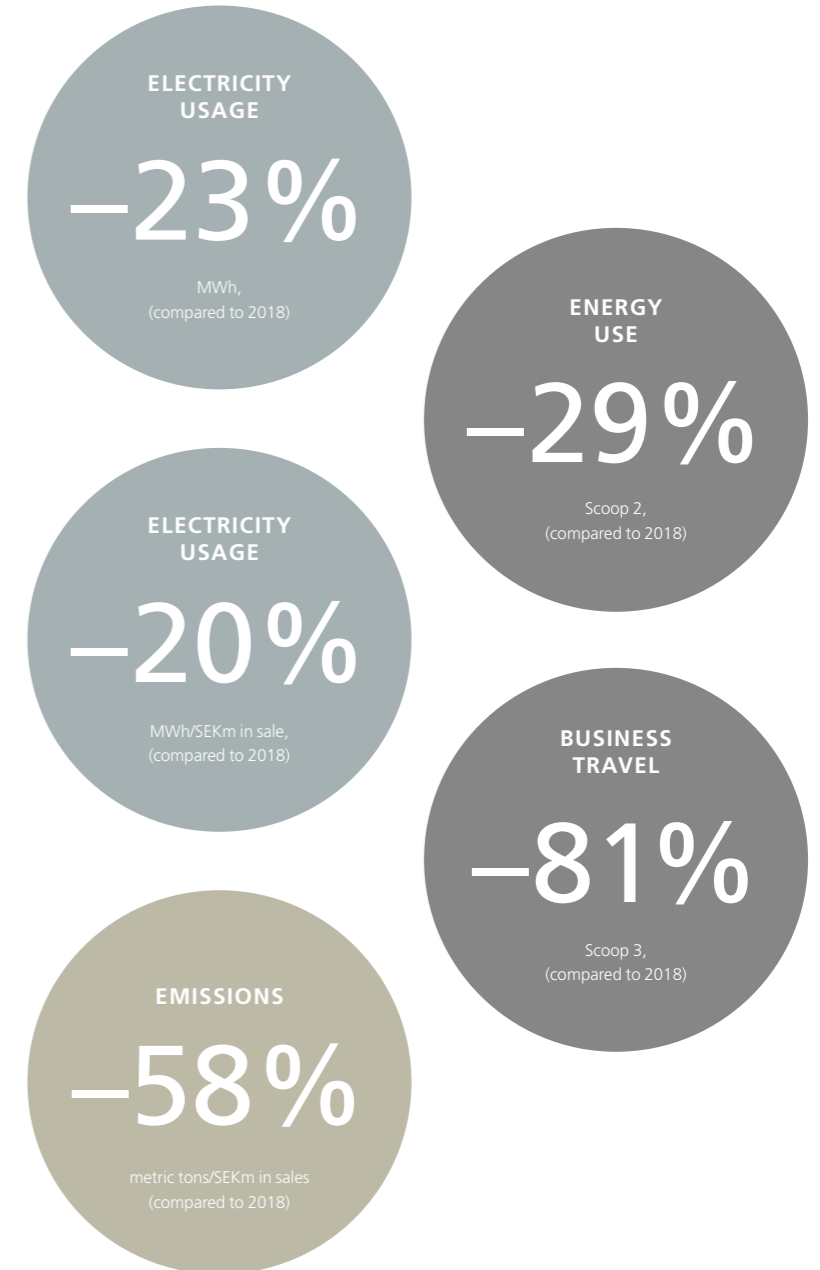 ELECTRICITY
USAGE
–23%
MWh,
(compared to 2018)
ENERGY
USE
–29%
Scoop 2,
(compared to 2018)
ELECTRICITY
USAGE
–20%
MWh/SEKm in sale,
(compared to 2018)
BUSINESS
TRAVEL
–81%
Scoop 3,
(compared to 2018)
EMISSIONS
–58%
metric tons/SEKm in sales
(compared to 2018)